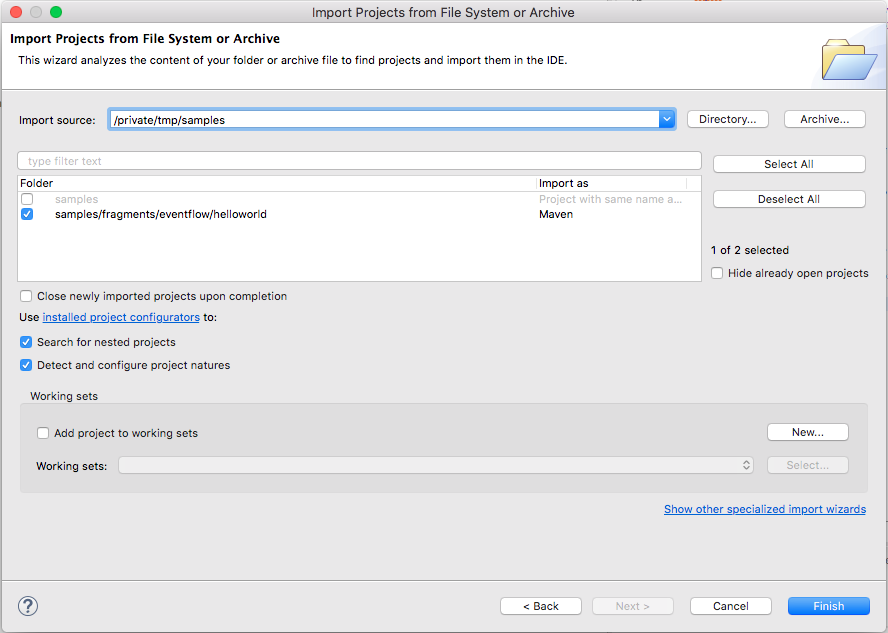 Import Projects from File System or Archive
Import Projects from File System or Archive
This wizard analyzes the content of your folder or archive file to find projects and import them in the IDE.
Import source: /private/tmp/samples Directory... Archive...
type filter text Select All
Folder Import as
samples Project with same name a...
Deselect All
samples/fragments/eventflow/helloworld Maven
1 of 2 selected
Hide already open projects
Close newly imported projects upon completion
Use installed project configurators to:
Search for nested projects
Detect and configure project natures
Working sets
Add project to working sets New...
Working sets: Select...
Show other specialized import wizards
? < Back Next > Cancel Finish